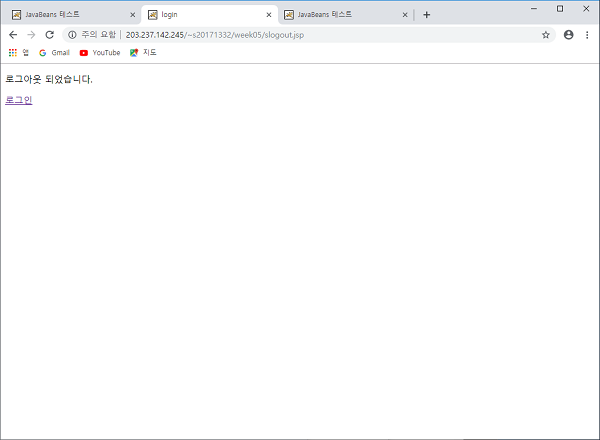 JavaBeans 테스트
login
JavaBeans 테스트
주의 요함 203.237.142.245/~s20171332/week05/slogout.jsp
앱 Gmail YouTube 지도
로그아웃 되었습니다.
로그인